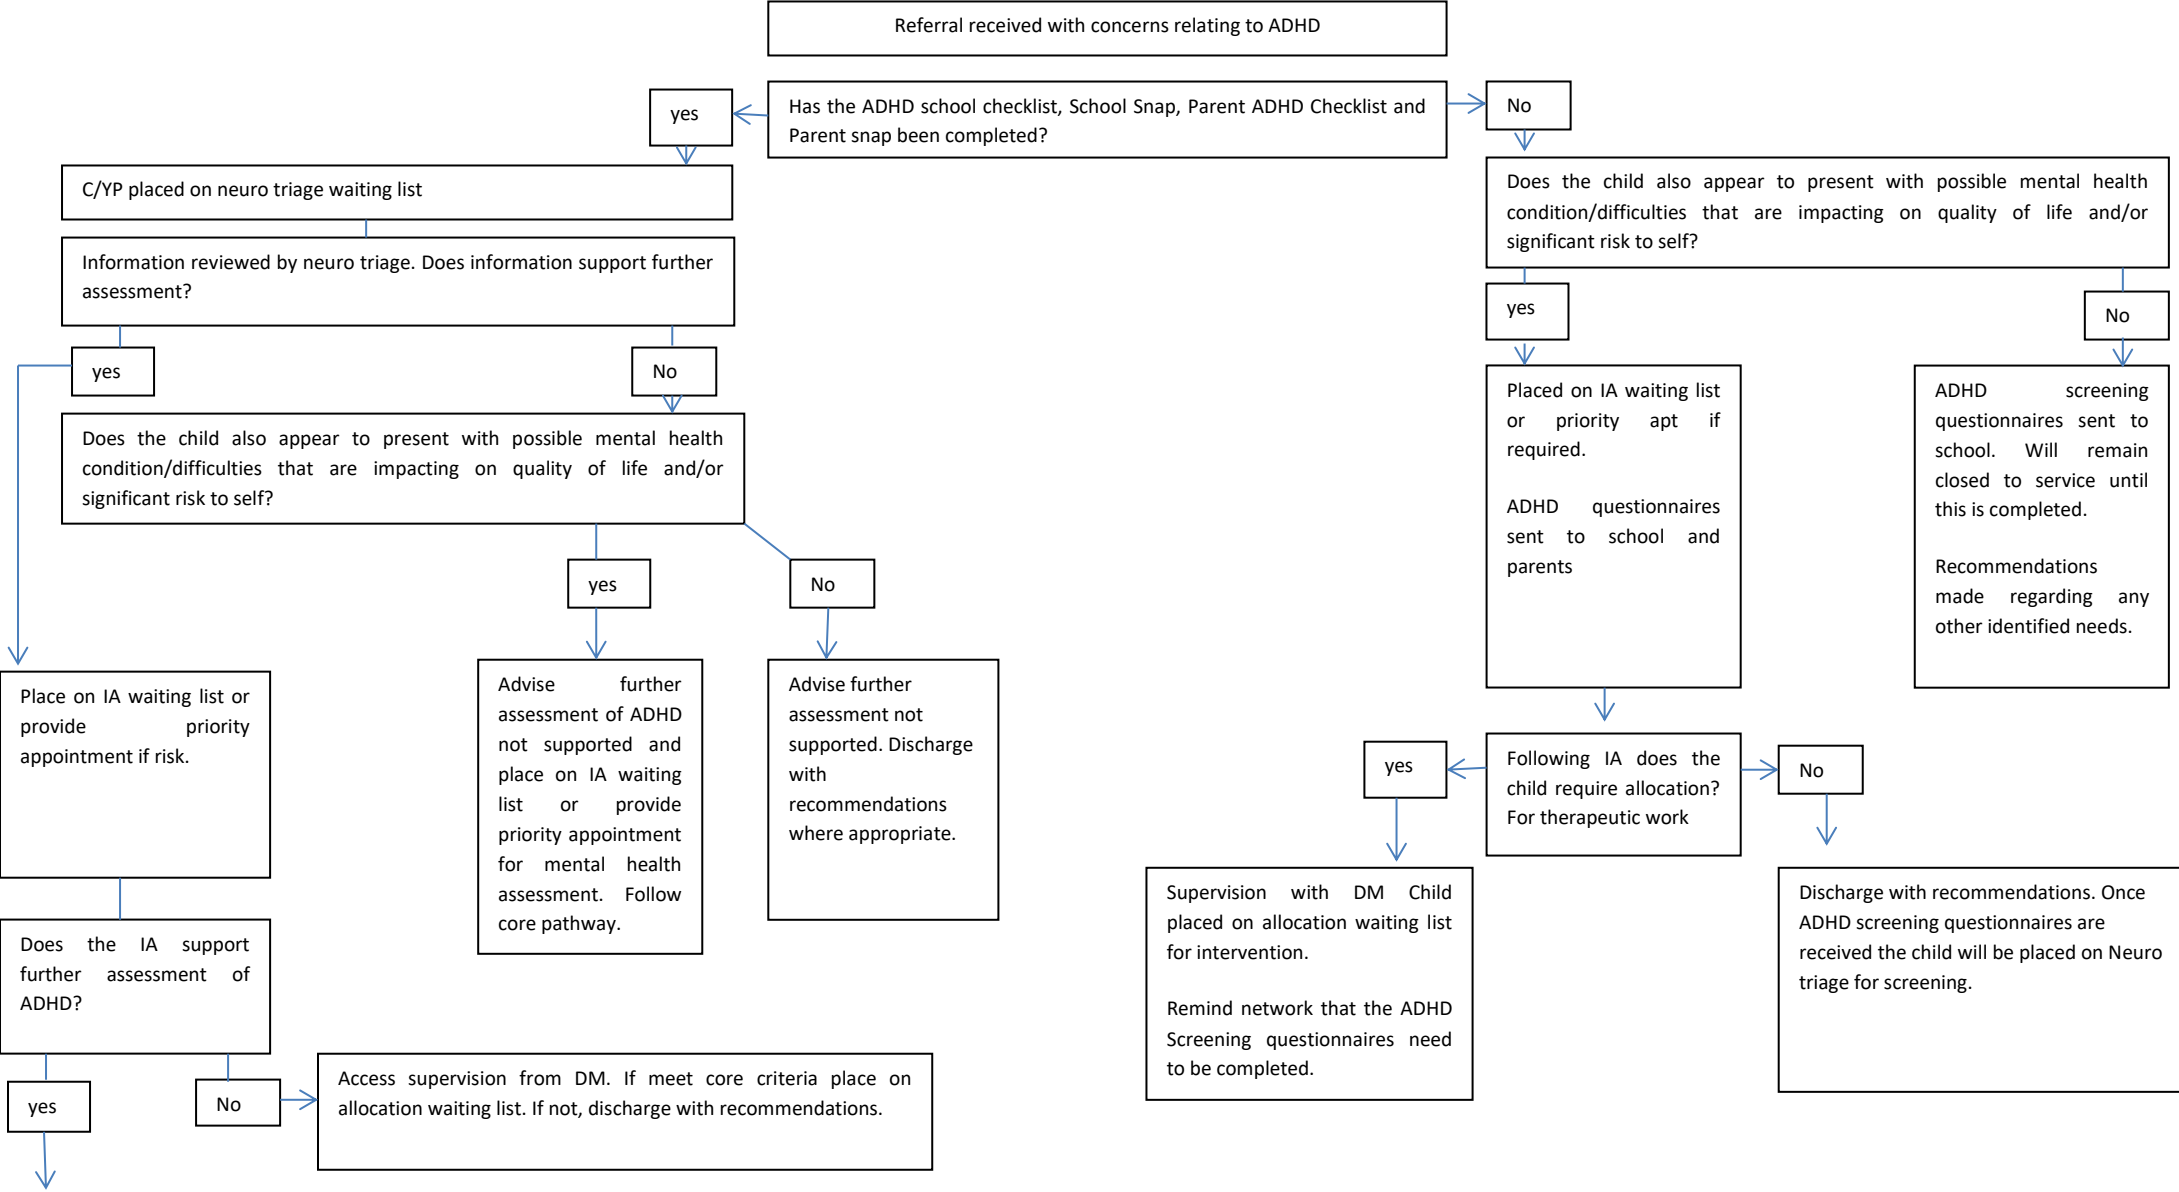 Referral received with concerns relating to ADHD
Has the ADHD school checklist, School Snap, Parent ADHD Checklist and
Parent snap been completed?
yes
No
C/YP placed on neuro triage waiting list
Information reviewed by neuro triage. Does information support further
assessment?
yes
No
Does the child also appear to present with possible mental health
condition/difficulties that are impacting on quality of life and/or
significant risk to self?
yes
No
Place on IA waiting list or
provide priority
appointment if risk.
Advise further
assessment of ADHD
not supported and
place on IA waiting
list or provide
priority appointment
for mental health
assessment. Follow
core pathway.
Advise further
assessment not
supported. Discharge
with
recommendations
where appropriate.
Does the IA support
further assessment of
ADHD?
yes
No
Access supervision from DM. If meet core criteria place on
allocation waiting list. If not, discharge with recommendations.
Does the child also appear to present with possible mental health
condition/difficulties that are impacting on quality of life and/or
significant risk to self?
yes
No
Placed on IA waiting list
or priority apt if
required.
ADHD questionnaires
sent to school and
parents
ADHD screening
questionnaires sent to
school. Will remain
closed to service until
this is completed.
Recommendations
made regarding any
other identified needs.
Following IA does the
child require allocation?
For therapeutic work
yes
No
Supervision with DM Child
placed on allocation waiting list
for intervention.
Remind network that the ADHD
Screening questionnaires need
to be completed.
Discharge with recommendations. Once
ADHD screening questionnaires are
received the child will be placed on Neuro
triage for screening.